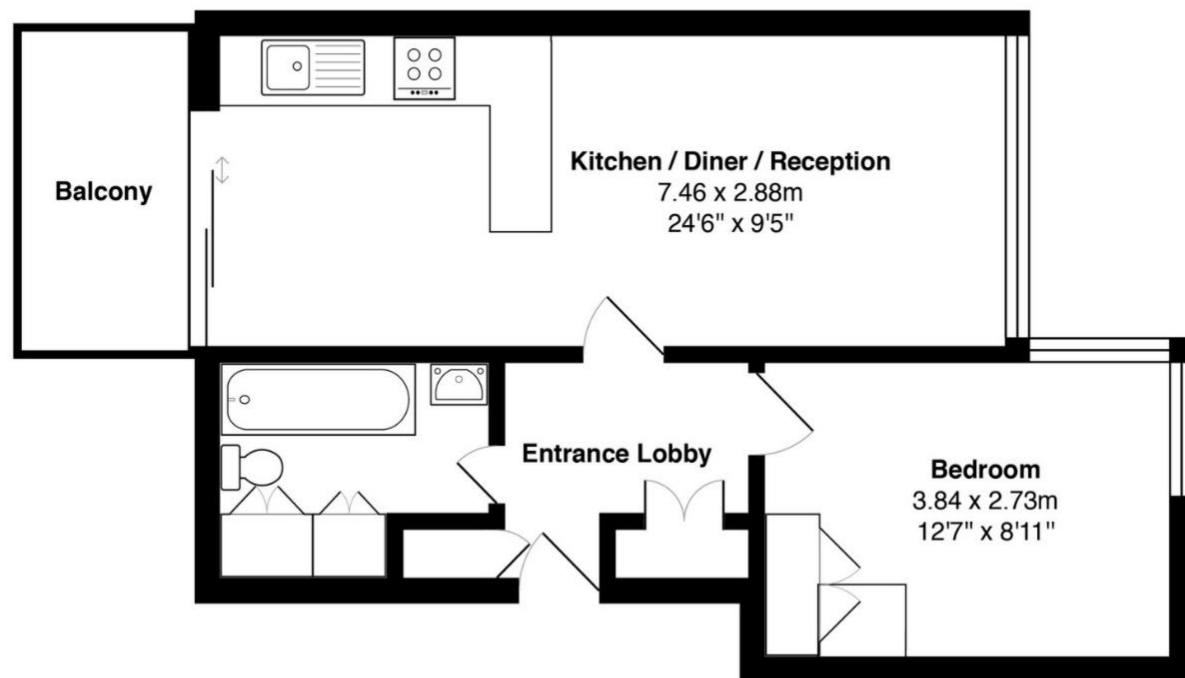 Balcony
Kitchen / Diner / Reception
7.46 x 2.88m
24'6" x 9'5"
Entrance Lobby
Bedroom
3.84 x 2.73m
12'7" x 8'11"